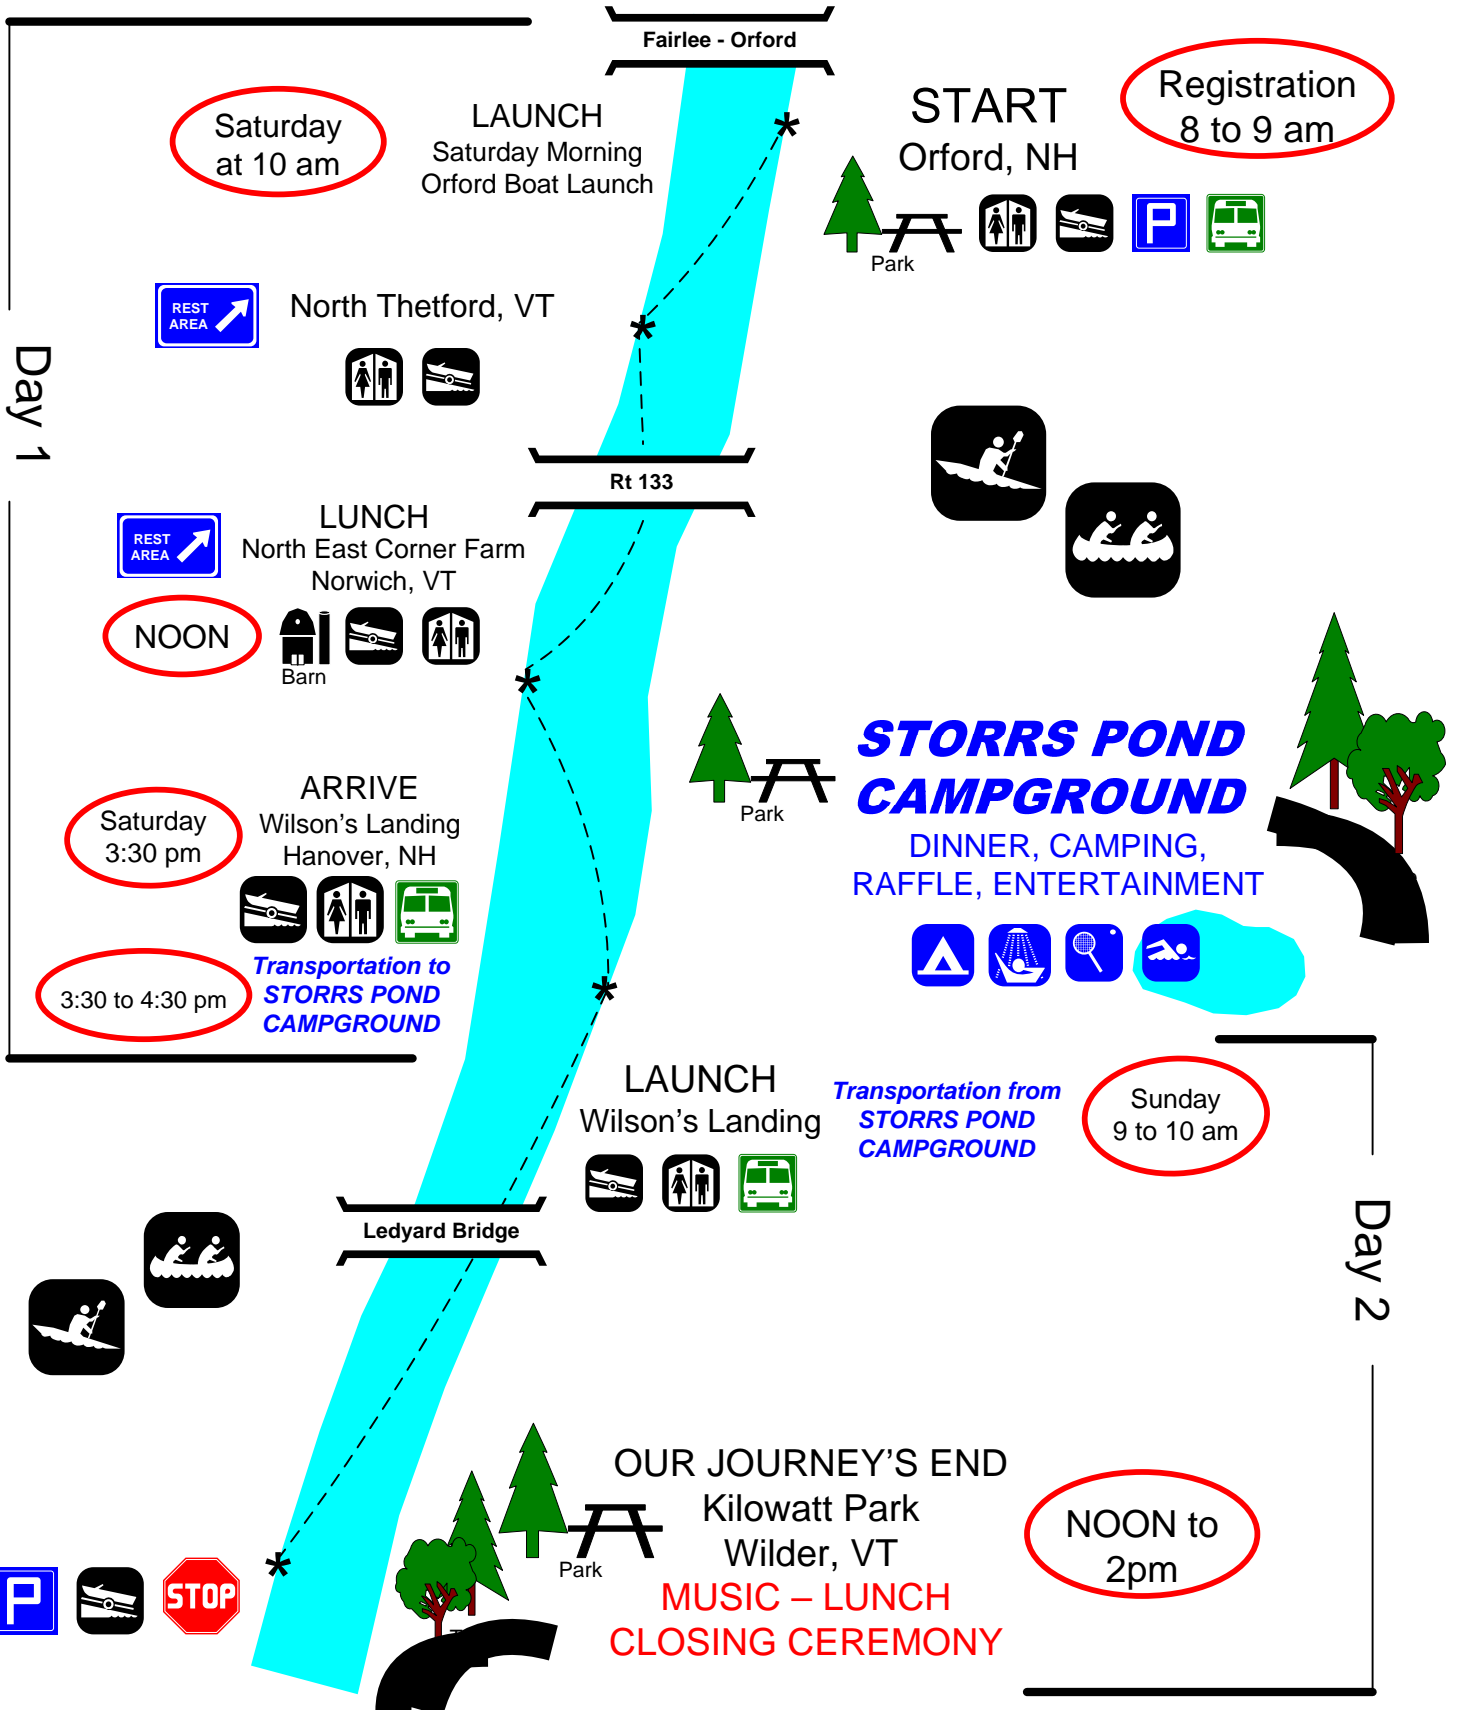 Fairlee - Orford
Registration
8 to 9 am
START
Orford, NH
Saturday
at 10 am
LAUNCH
Saturday Morning
Orford Boat Launch
P
Park
REST
AREA
North Thetford, VT
Day 1
Rt 133
REST
AREA
LUNCH
North East Corner Farm
Norwich, VT
NOON
Barn
STORRS POND
CAMPGROUND
DINNER, CAMPING,
RAFFLE, ENTERTAINMENT
Park
Saturday
3:30 pm
ARRIVE
Wilson's Landing
Hanover, NH
3:30 to 4:30 pm
Transportation to
STORRS POND
CAMPGROUND
LAUNCH
Wilson's Landing
Transportation from
STORRS POND
CAMPGROUND
Sunday
9 to 10 am
Ledyard Bridge
Day 2
OUR JOURNEY'S END
Kilowatt Park
Wilder, VT
MUSIC – LUNCH
CLOSING CEREMONY
NOON to
2pm
Park
P
STOP